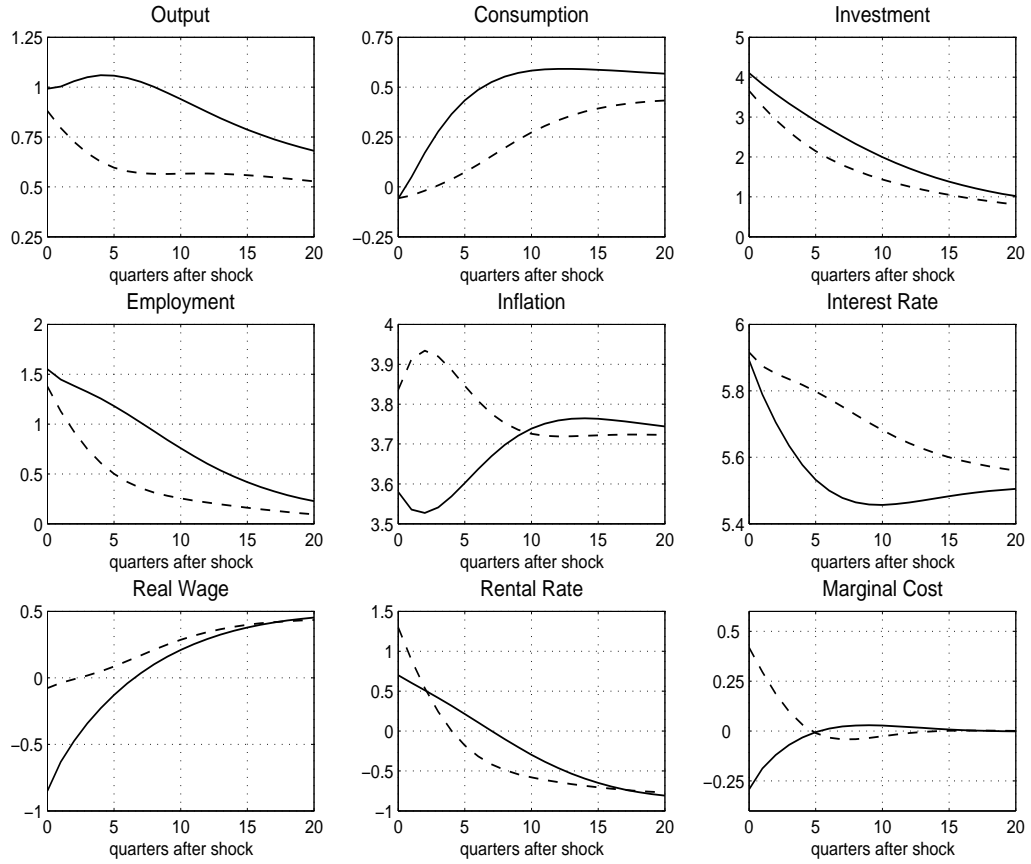 Output
1.25
1
0.75
0.5
0.25
0 5 10 15 20
quarters after shock
Consumption
0.75
0.5
0.25
0
−0.25
0 5 10 15 20
quarters after shock
Investment
5
4
3
2
1
0
0 5 10 15 20
quarters after shock
Employment
2
1.5
1
0.5
0
0 5 10 15 20
quarters after shock
Inflation
4
3.9
3.8
3.7
3.6
3.5
0 5 10 15 20
quarters after shock
Interest Rate
6
5.8
5.6
5.4
0 5 10 15 20
quarters after shock
Real Wage
0.5
0
−0.5
−1
0 5 10 15 20
quarters after shock
Rental Rate
1.5
1
0.5
0
−0.5
−1
0 5 10 15 20
quarters after shock
Marginal Cost
0.5
0.25
0
−0.25
0 5 10 15 20
quarters after shock